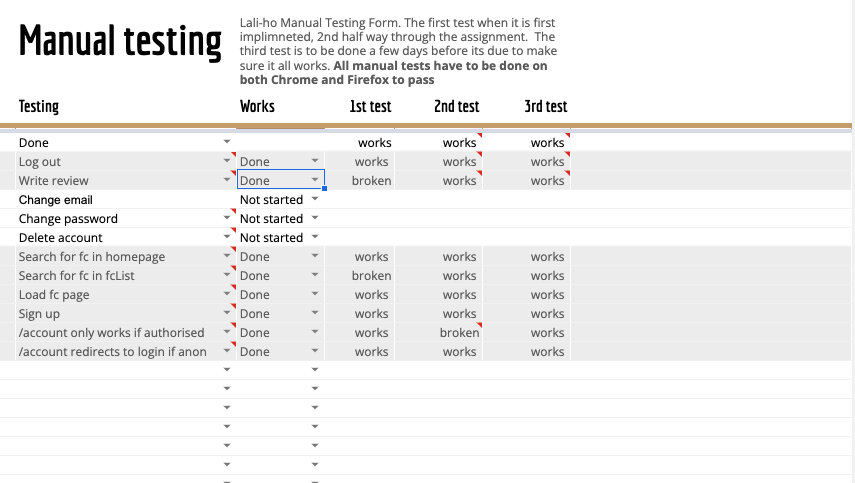 Manual testing
Lali-ho Manual Testing Form. The first test when it is first
implimneted, 2nd half way through the assignment. The
third test is to be done a few days before its due to make
sure it all works. All manual tests have to be done on
both Chrome and Firefox to pass
Testing Works 1st test 2nd test 3rd test
Done works works works
Log out Done works works works
Write review Done broken works works
Change email Not started
Change password Not started
Delete account Not started
Search for fc in homepage Done works works works
Search for fc in fcList Done broken works works
Load fc page Done works works works
Sign up Done works works works
/account only works if authorised Done works broken works
/account redirects to login if anon Done works works works